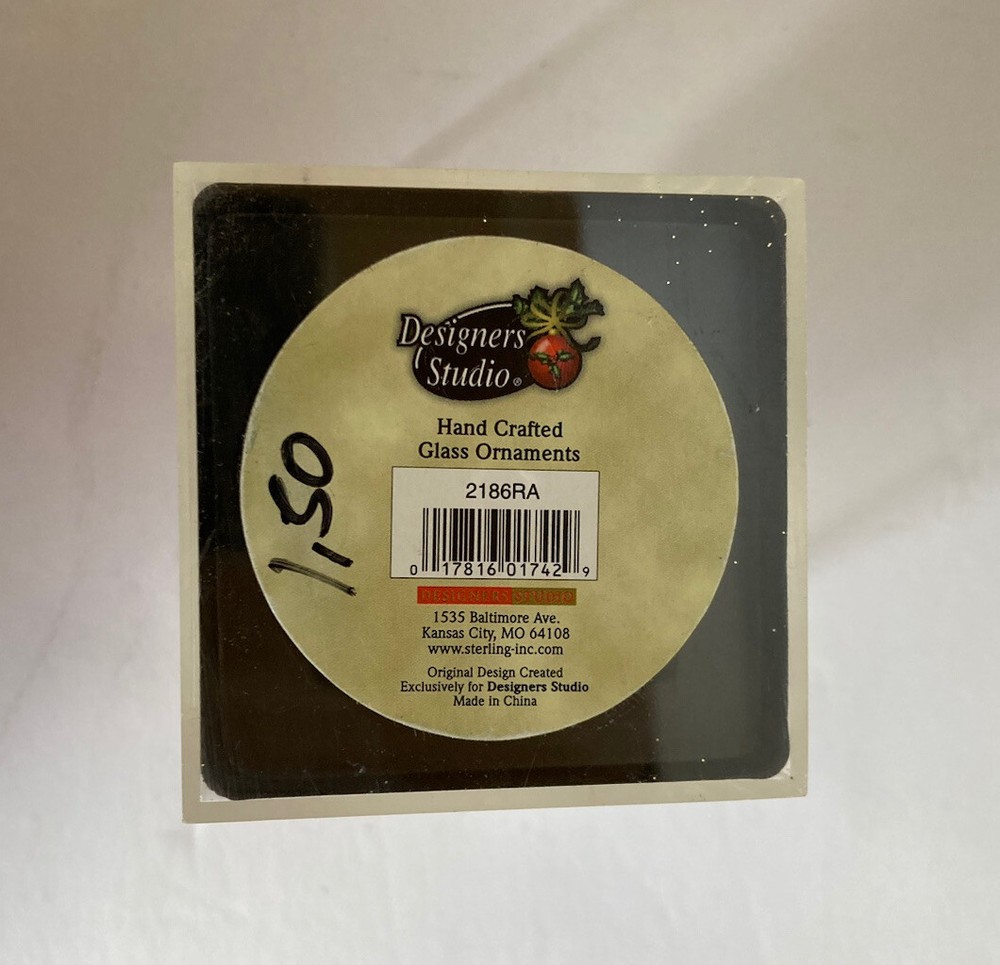 Designers
Studio®
Hand Crafted
Glass Ornaments
2186RA
0 17816 01742 9
DESIGNERS STUDIO
1535 Baltimore Ave.
Kansas City, MO 64108
www.sterling-inc.com
Original Design Created
Exclusively for Designers Studio
Made in China
1.50